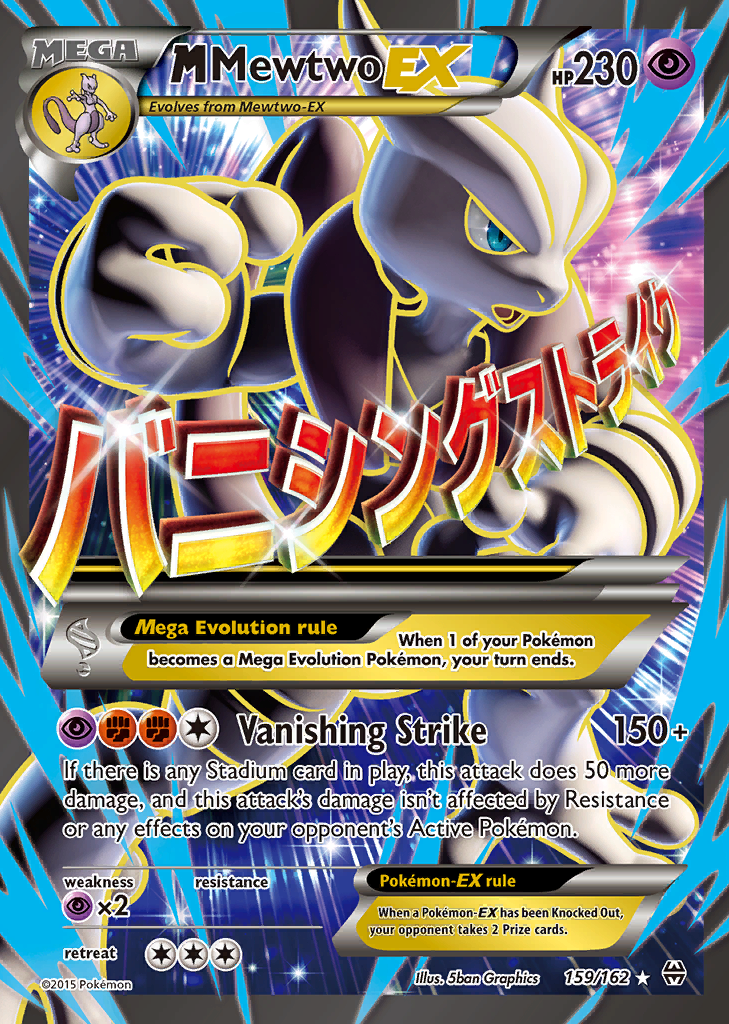 MEGA
M Mewtwo EX
HP230
Evolves from Mewtwo-EX
バニシングストライク
Mega Evolution rule
When 1 of your Pokémon
becomes a Mega Evolution Pokémon, your turn ends.
Vanishing Strike 150+
If there is any Stadium card in play, this attack does 50 more
damage, and this attack's damage isn't affected by Resistance
or any effects on your opponent's Active Pokémon.
weakness resistance
×2
retreat
Pokémon-EX rule
When a Pokémon-EX has been Knocked Out,
your opponent takes 2 Prize cards.
©2015 Pokémon
Illus. 5ban Graphics 159/162 ★